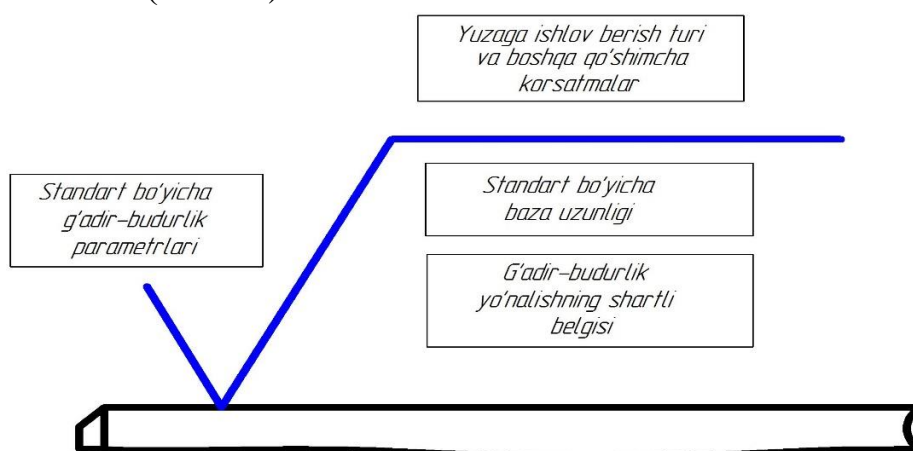 Yuzaga ishlov berish turi
va boshqa qo'shimcha
korsatmalar
Standart bo'yicha
g'adir-budurlik
parametrlari
Standart bo'yicha
baza uzunligi
G'adir-budurlik
yo'nalishning shartli
belgisi